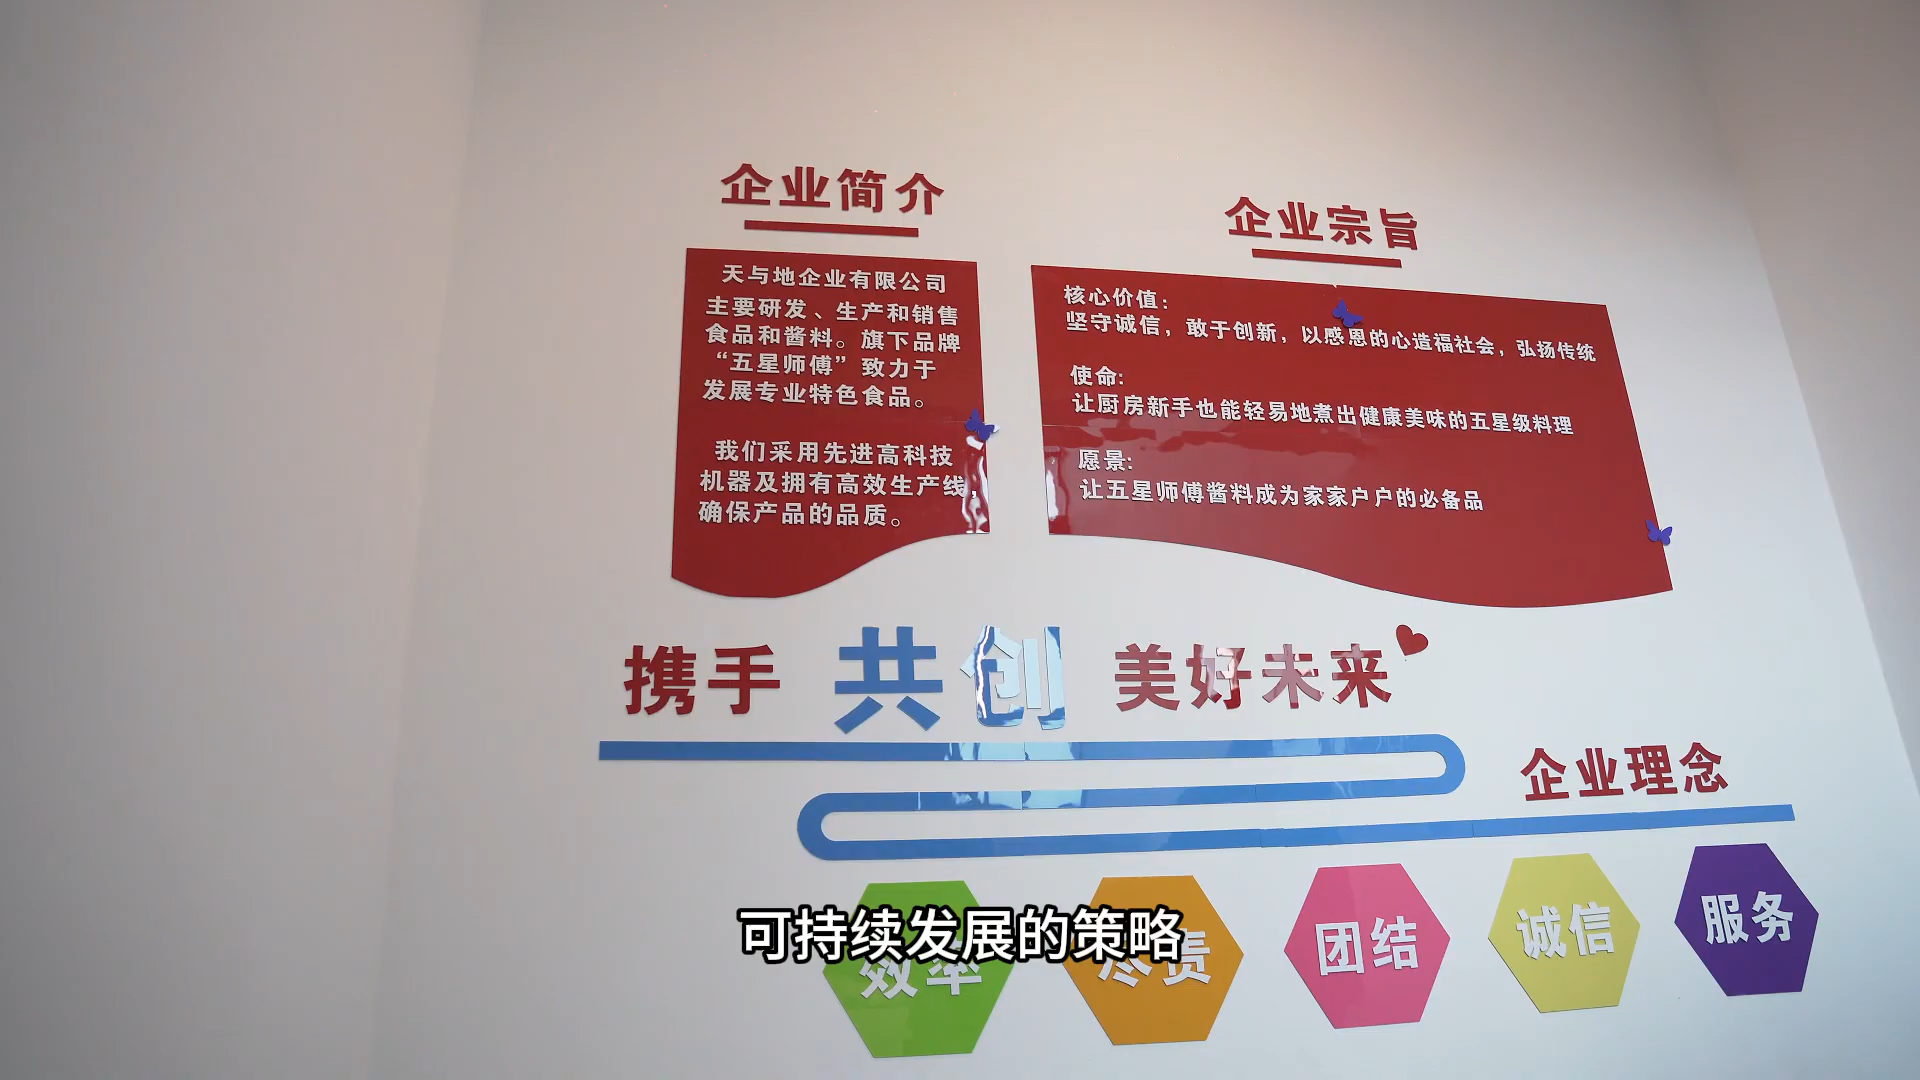 企业简介
天与地企业有限公司
主要研发、生产和销售
食品和酱料。旗下品牌
“五星师傅”致力于
发展专业特色食品。
我们采用先进高科技
机器及拥有高效生产线，
确保产品的品质。
企业宗旨
核心价值：
坚守诚信，敢于创新，以感恩的心造福社会，弘扬传统
使命:
让厨房新手也能轻易地煮出健康美味的五星级料理
愿景:
让五星师傅酱料成为家家户户的必备品
携手 共创 美好未来
企业理念
效率
尽责
团结
诚信
服务
可持续发展的策略